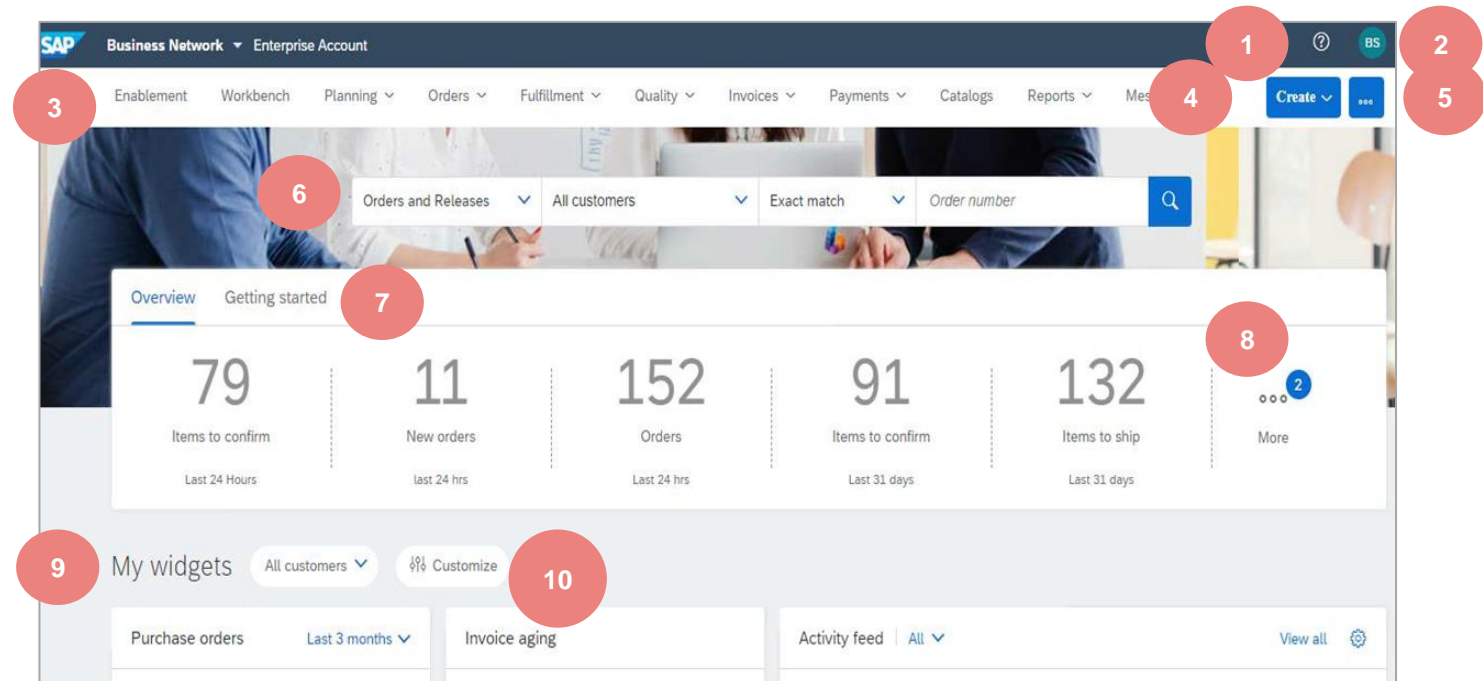 SAP Business Network Enterprise Account 1 BS 2
3 Enablement Workbench Planning Orders Fulfillment Quality Invoices Payments Catalogs Reports Mes 4 Create 5
6 Orders and Releases All customers Exact match Order number
Overview Getting started 7
8
79 11 152 91 132 2
Items to confirm New orders Orders Items to confirm Items to ship More
Last 24 Hours last 24 hrs Last 24 hrs Last 31 days Last 31 days
9 My widgets All customers Customize 10
Purchase orders Last 3 months Invoice aging Activity feed All View all